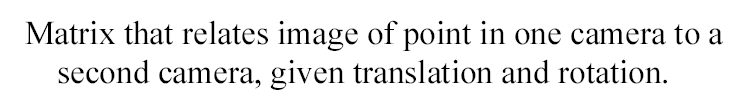 Matrix that relates image of point in one camera to a
second camera, given translation and rotation.